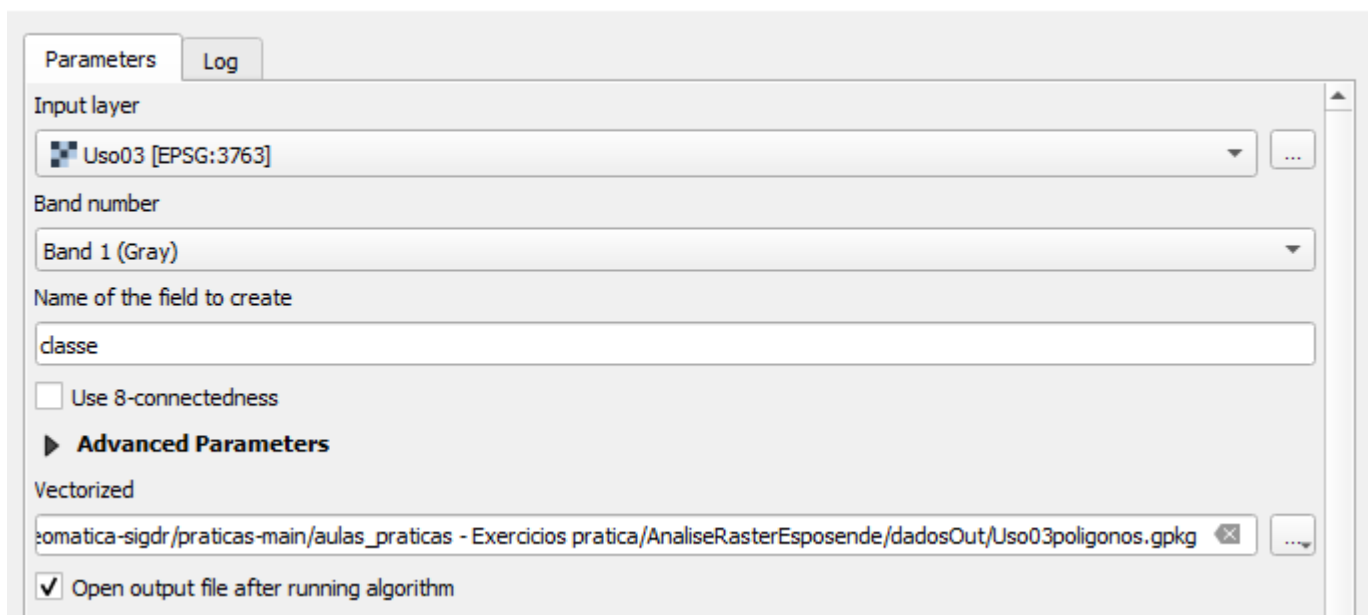 Parameters Log
Input layer
Uso03 [EPSG:3763]
...
Band number
Band 1 (Gray)
Name of the field to create
classe
Use 8-connectedness
Advanced Parameters
Vectorized
eomatica-sigdr/praticas-main/aulas_praticas - Exercicios pratica/AnaliseRasterEsposende/dadosOut/Uso03poligonos.gpkg
...
Open output file after running algorithm